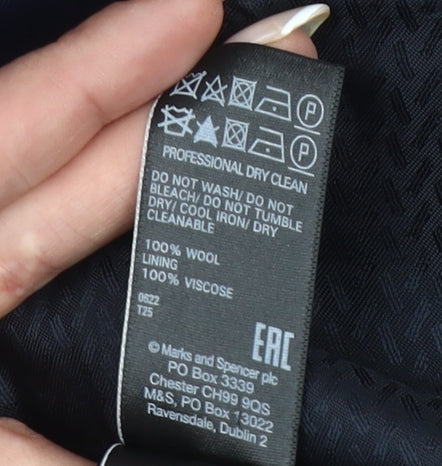 P
P
PROFESSIONAL DRY CLEAN
DO NOT WASH/ DO NOT
BLEACH/ DO NOT TUMBLE
DRY/ COOL IRON/ DRY
CLEANABLE
100% WOOL
LINING
100% VISCOSE
0622
T25
EAC
© Marks and Spencer plc
PO Box 3339
Chester CH99 9QS
M&S, PO Box 13022
Ravensdale, Dublin 2